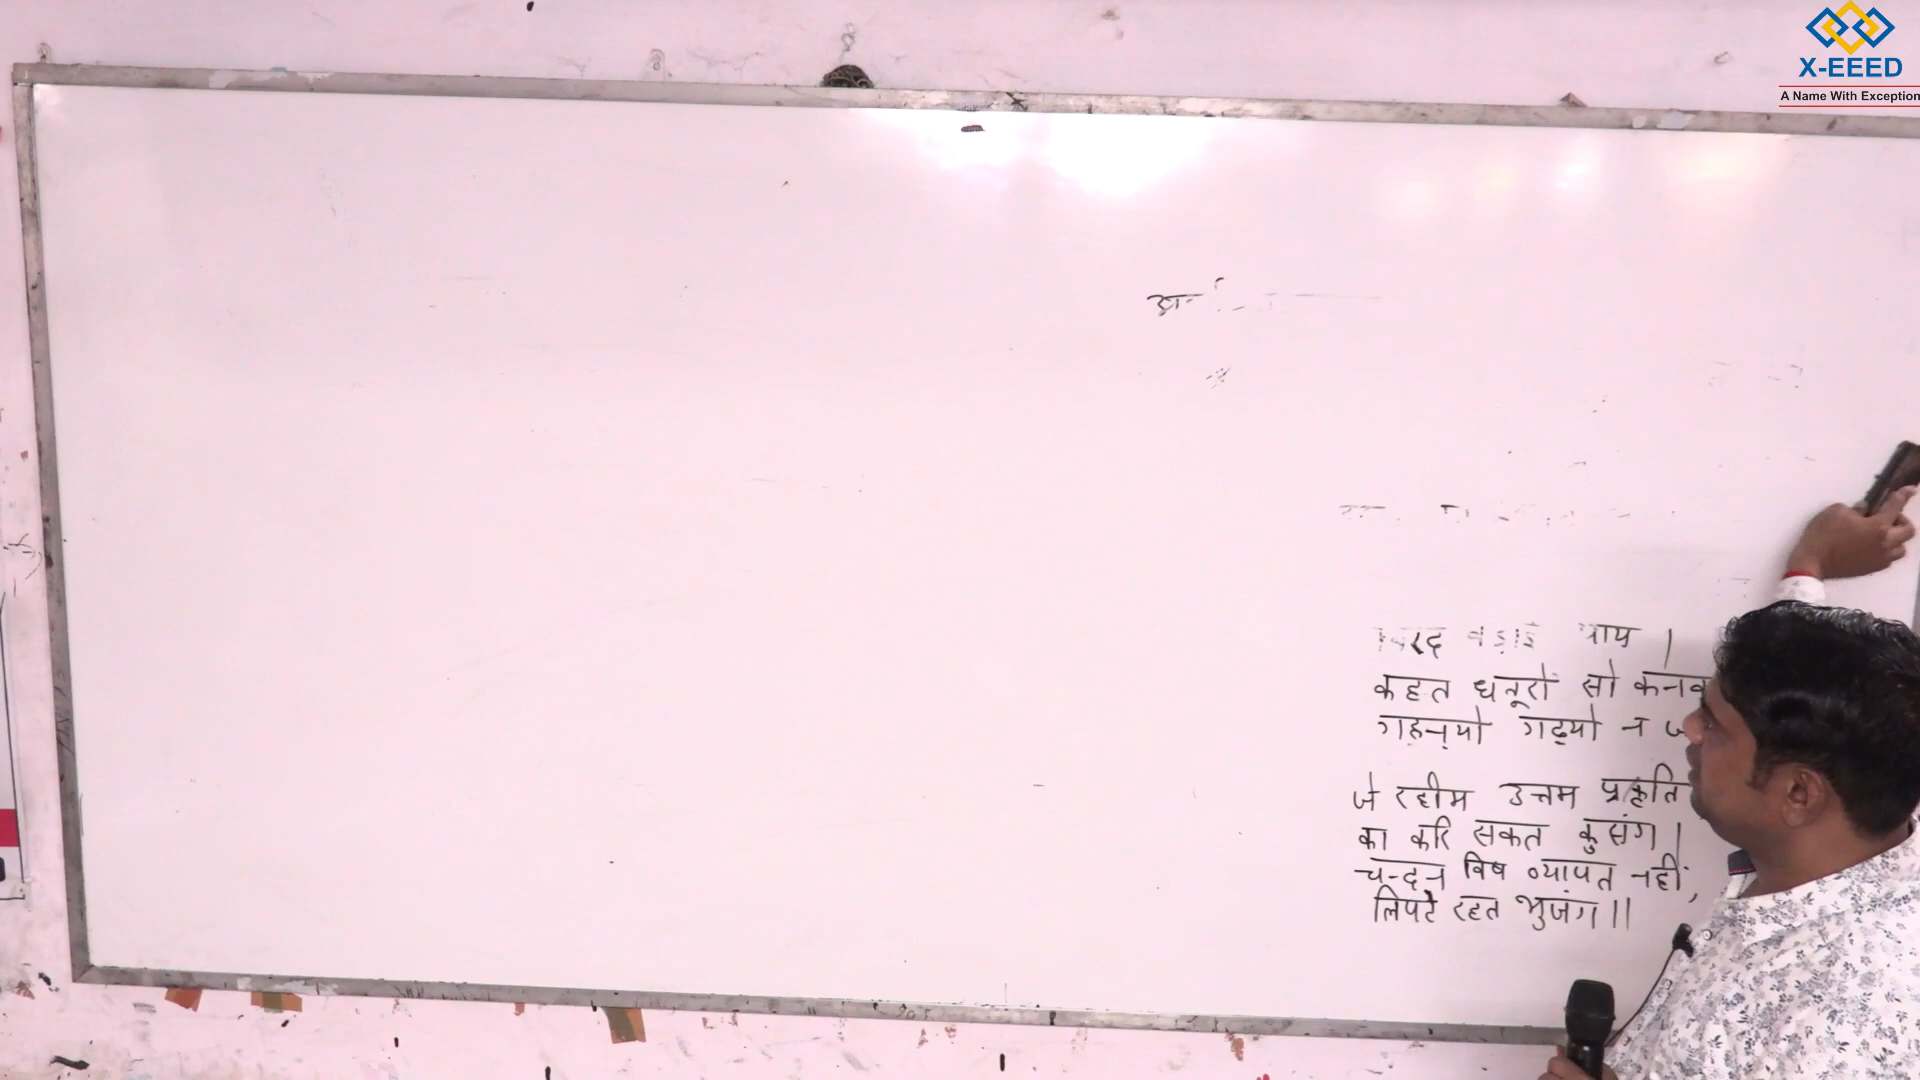 X-EEED
A Name With Exception
बड़ाई पाय ।
कहत धतूरों सो कनक
गहन्यो गढ्यो न
जे रहीम उत्तम प्रकृति
का करि सकत कुसंग ।
चन्दन विष व्यापत नहीं,
लिपटे रहत भुजंग ॥